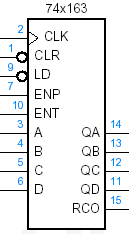 74x163
2 CLK
1 CLR
9 LD
7 ENP
10 ENT
3 A QA 14
4 B QB 13
5 C QC 12
6 D QD 11
RCO 15